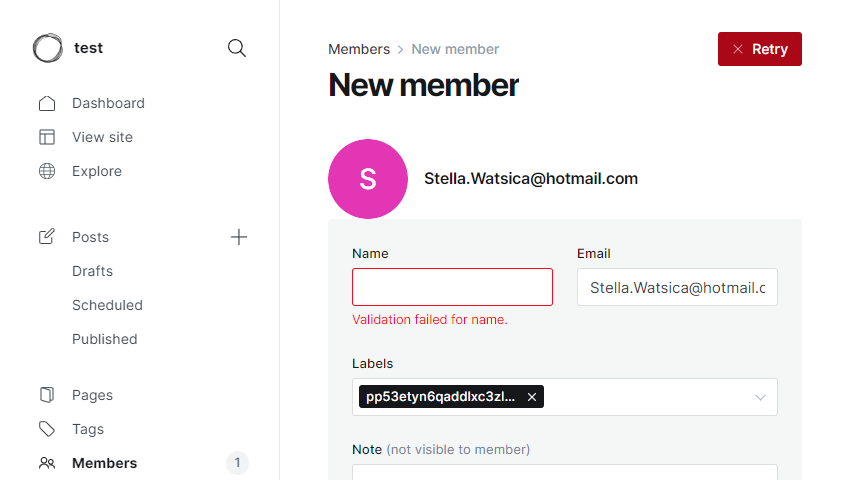 test
Dashboard
View site
Explore
Posts
Drafts
Scheduled
Published
Pages
Tags
Members 1
Members > New member
Retry
New member
S
Stella.Watsica@hotmail.com
Name Email
Stella.Watsica@hotmail.c
Validation failed for name.
Labels
pp53etyn6qaddlxc3zl...
Note (not visible to member)